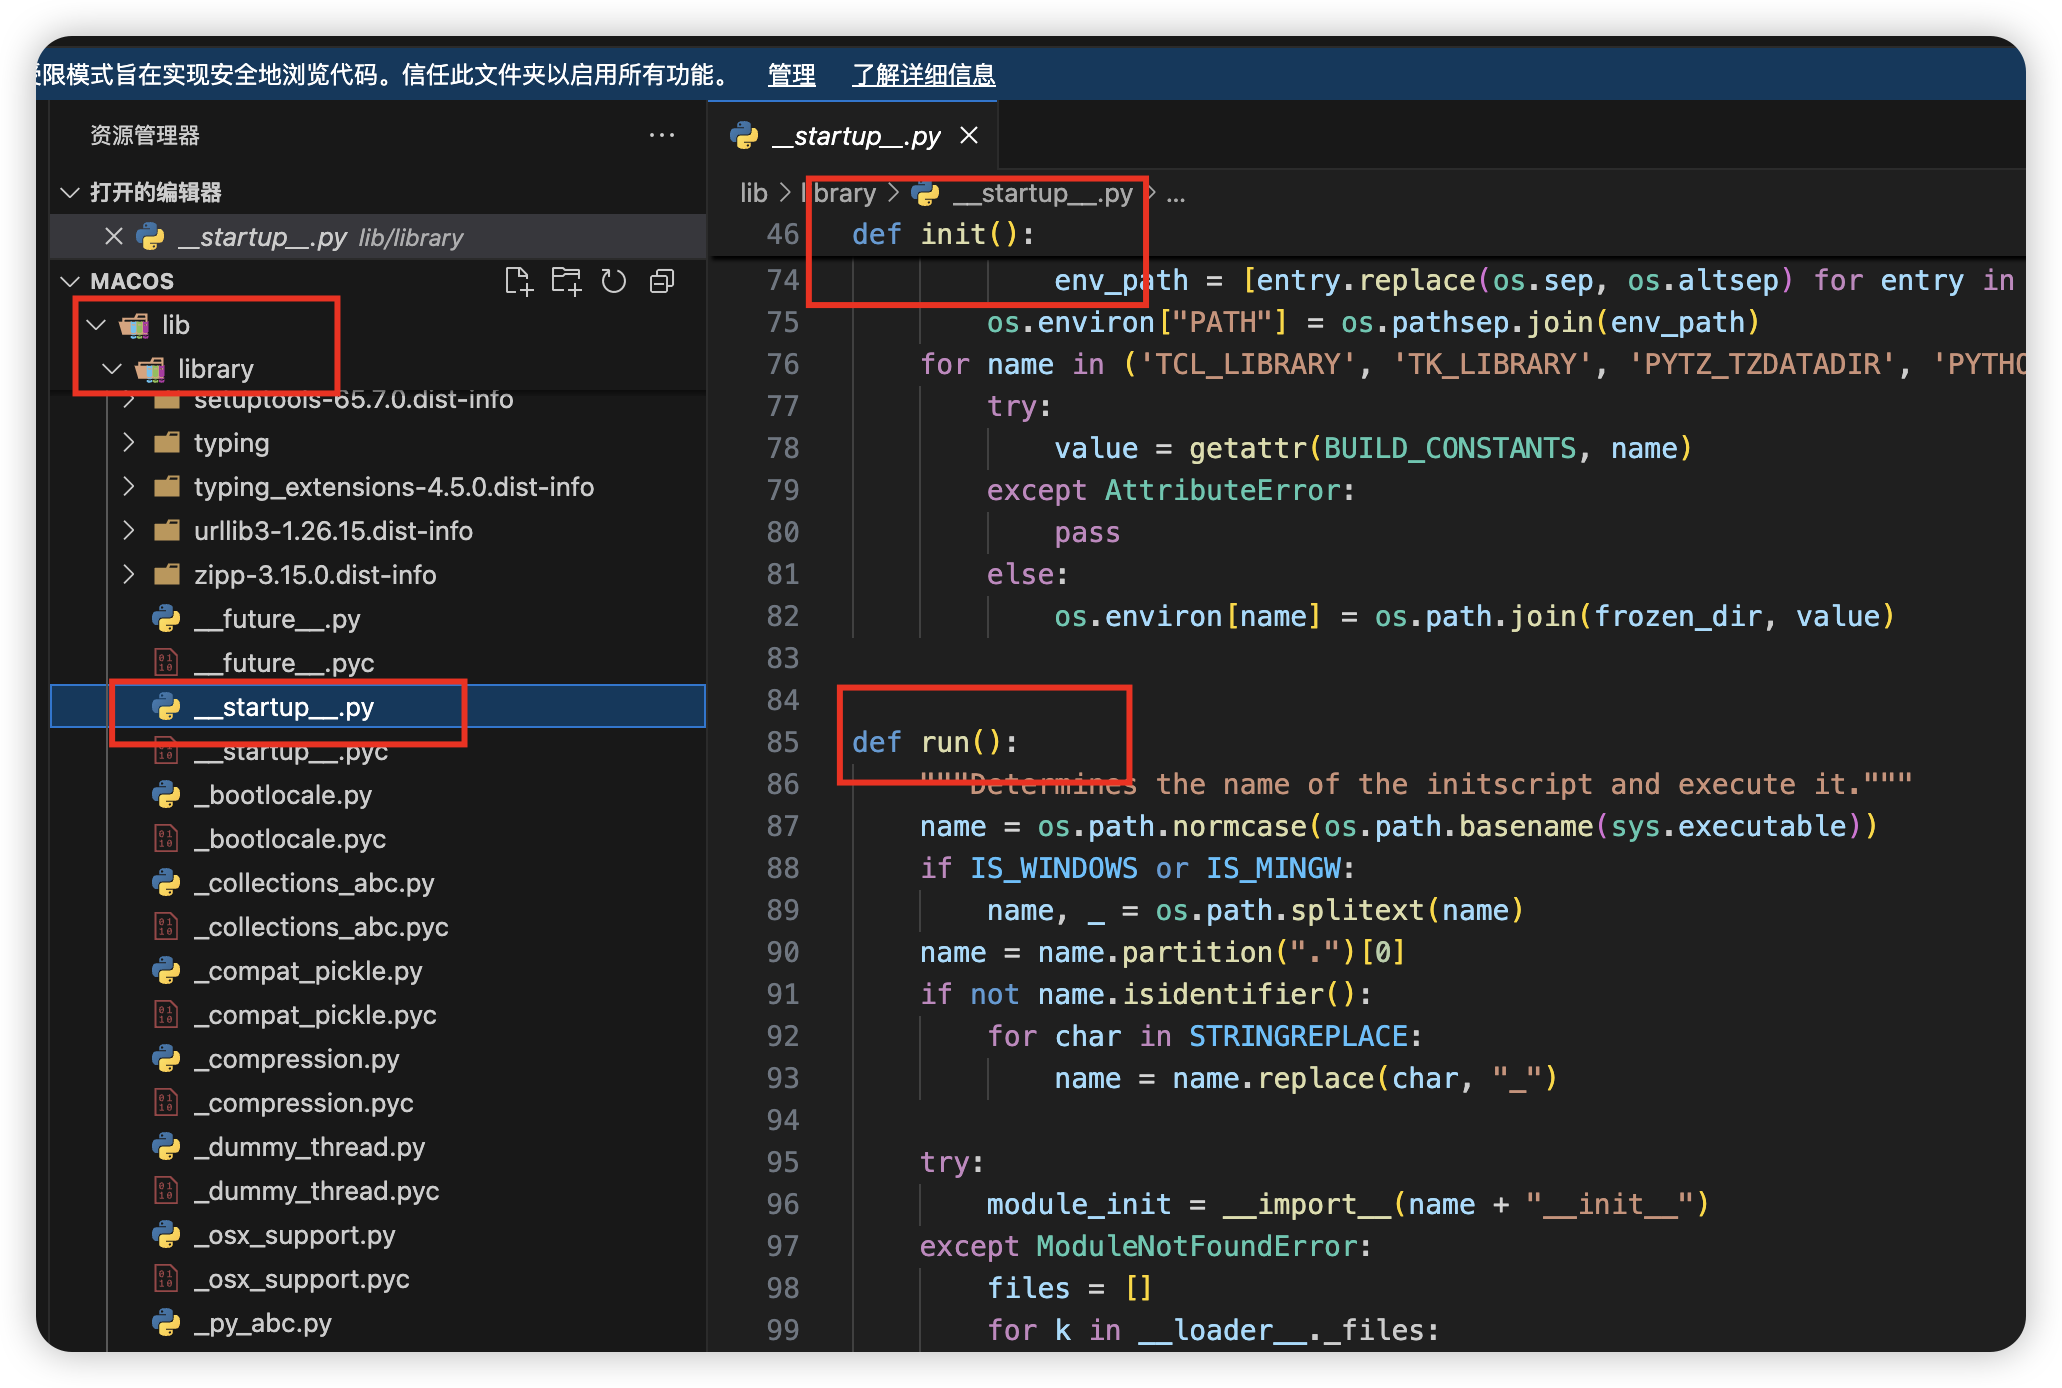 限模式旨在实现安全地浏览代码。信任此文件夹以启用所有功能。 管理 了解详细信息
资源管理器 ...
打开的编辑器
__startup__.py lib/library
MACOS
lib
library
setuptools-65.7.0.dist-info
typing
typing_extensions-4.5.0.dist-info
urllib3-1.26.15.dist-info
zipp-3.15.0.dist-info
__future__.py
__future__.pyc
__startup__.py
__startup__.pyc
_bootlocale.py
_bootlocale.pyc
_collections_abc.py
_collections_abc.pyc
_compat_pickle.py
_compat_pickle.pyc
_compression.py
_compression.pyc
_dummy_thread.py
_dummy_thread.pyc
_osx_support.py
_osx_support.pyc
_py_abc.py
__startup__.py
lib > library > __startup__.py > ...
46 def init():
74 env_path = [entry.replace(os.sep, os.altsep) for entry in
75 os.environ["PATH"] = os.pathsep.join(env_path)
76 for name in ('TCL_LIBRARY', 'TK_LIBRARY', 'PYTZ_TZDATADIR', 'PYTHO
77 try:
78 value = getattr(BUILD_CONSTANTS, name)
79 except AttributeError:
80 pass
81 else:
82 os.environ[name] = os.path.join(frozen_dir, value)
83
84
85 def run():
86 """Determines the name of the initscript and execute it."""
87 name = os.path.normcase(os.path.basename(sys.executable))
88 if IS_WINDOWS or IS_MINGW:
89 name, _ = os.path.splitext(name)
90 name = name.partition(".")[0]
91 if not name.isidentifier():
92 for char in STRINGREPLACE:
93 name = name.replace(char, "_")
94
95 try:
96 module_init = __import__(name + "__init__")
97 except ModuleNotFoundError:
98 files = []
99 for k in __loader__._files: